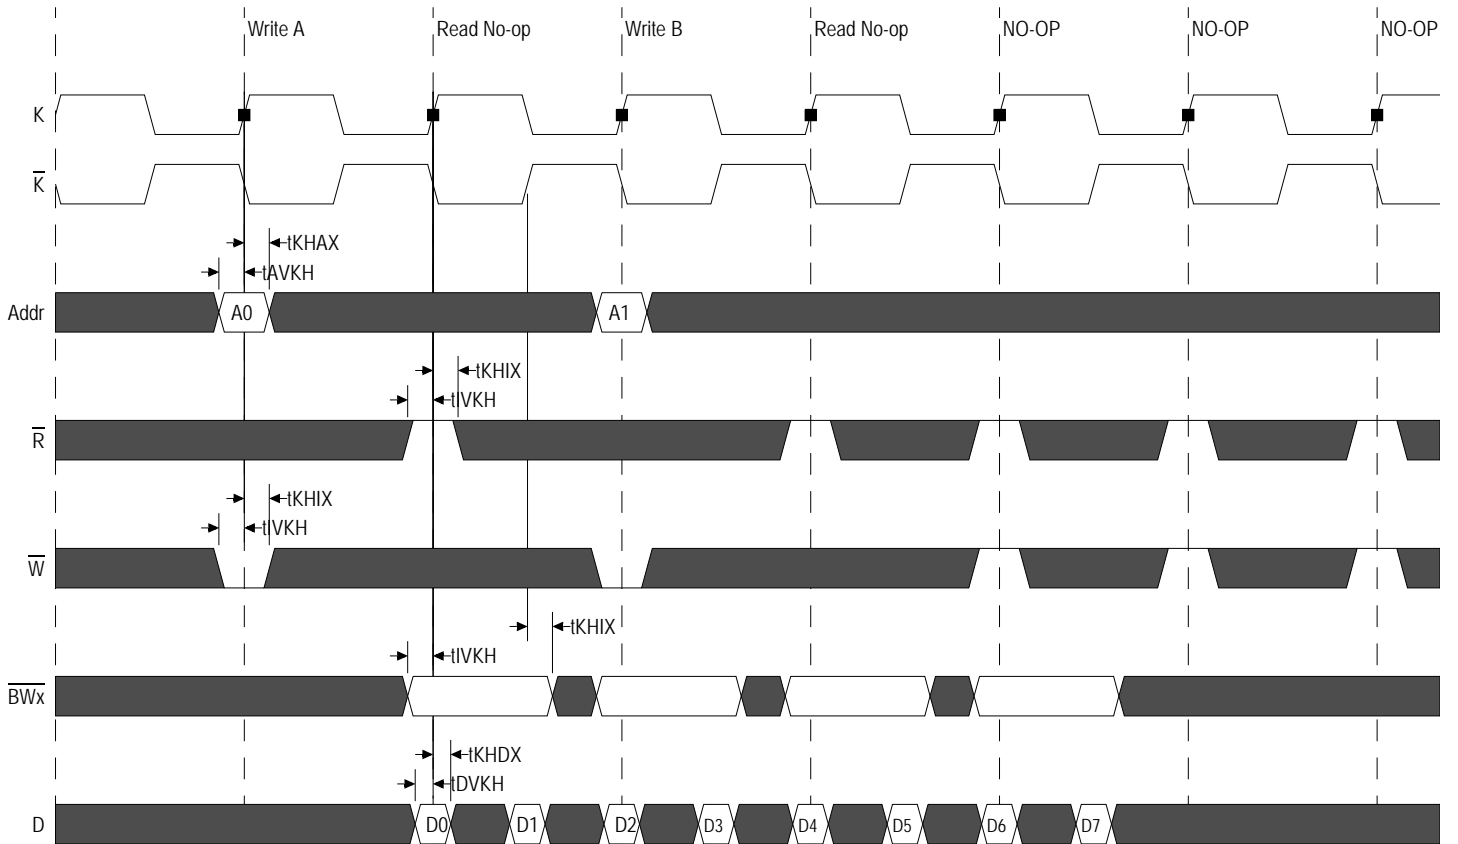 Write A Read No-op Write B Read No-op NO-OP NO-OP NO-OP
K
K
tKHAX
tAVKH
Addr A0 A1
tKHIX
tIVKH
R
tKHIX
tIVKH
W
tKHIX
tIVKH
BWx
tKHDX
tDVKH
D D0 D1 D2 D3 D4 D5 D6 D7